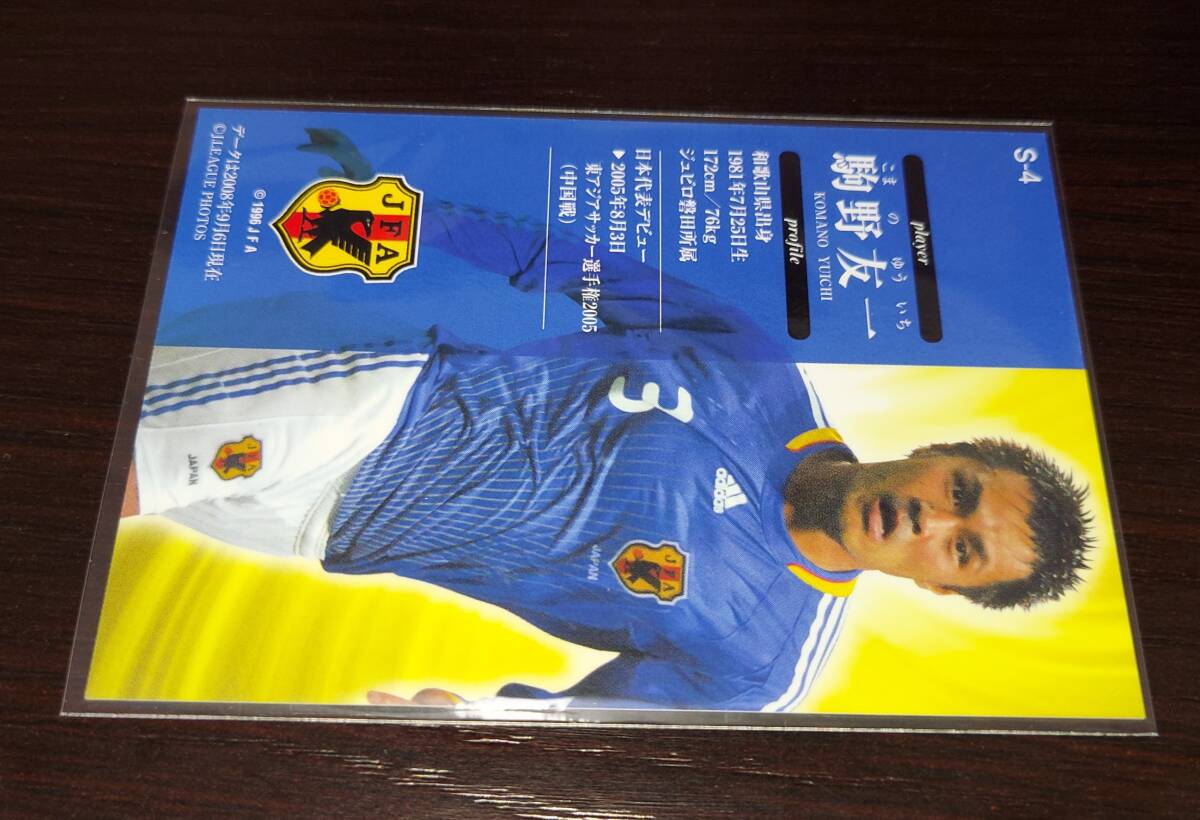 S-4
player
こま の ゆう いち
駒野友一
KOMANO YUICHI
profile
和歌山県出身
1981年7月25日生
172cm/76kg
ジュビロ磐田所属
日本代表デビュー
▶2005年8月3日
東アジアサッカー選手権2005
(中国戦)
JFA
© 1996 J F A
データは2008年9月6日現在
©J.LEAGUE PHOTOS
3
adidas
JFA
JAPAN
JFA
JAPAN